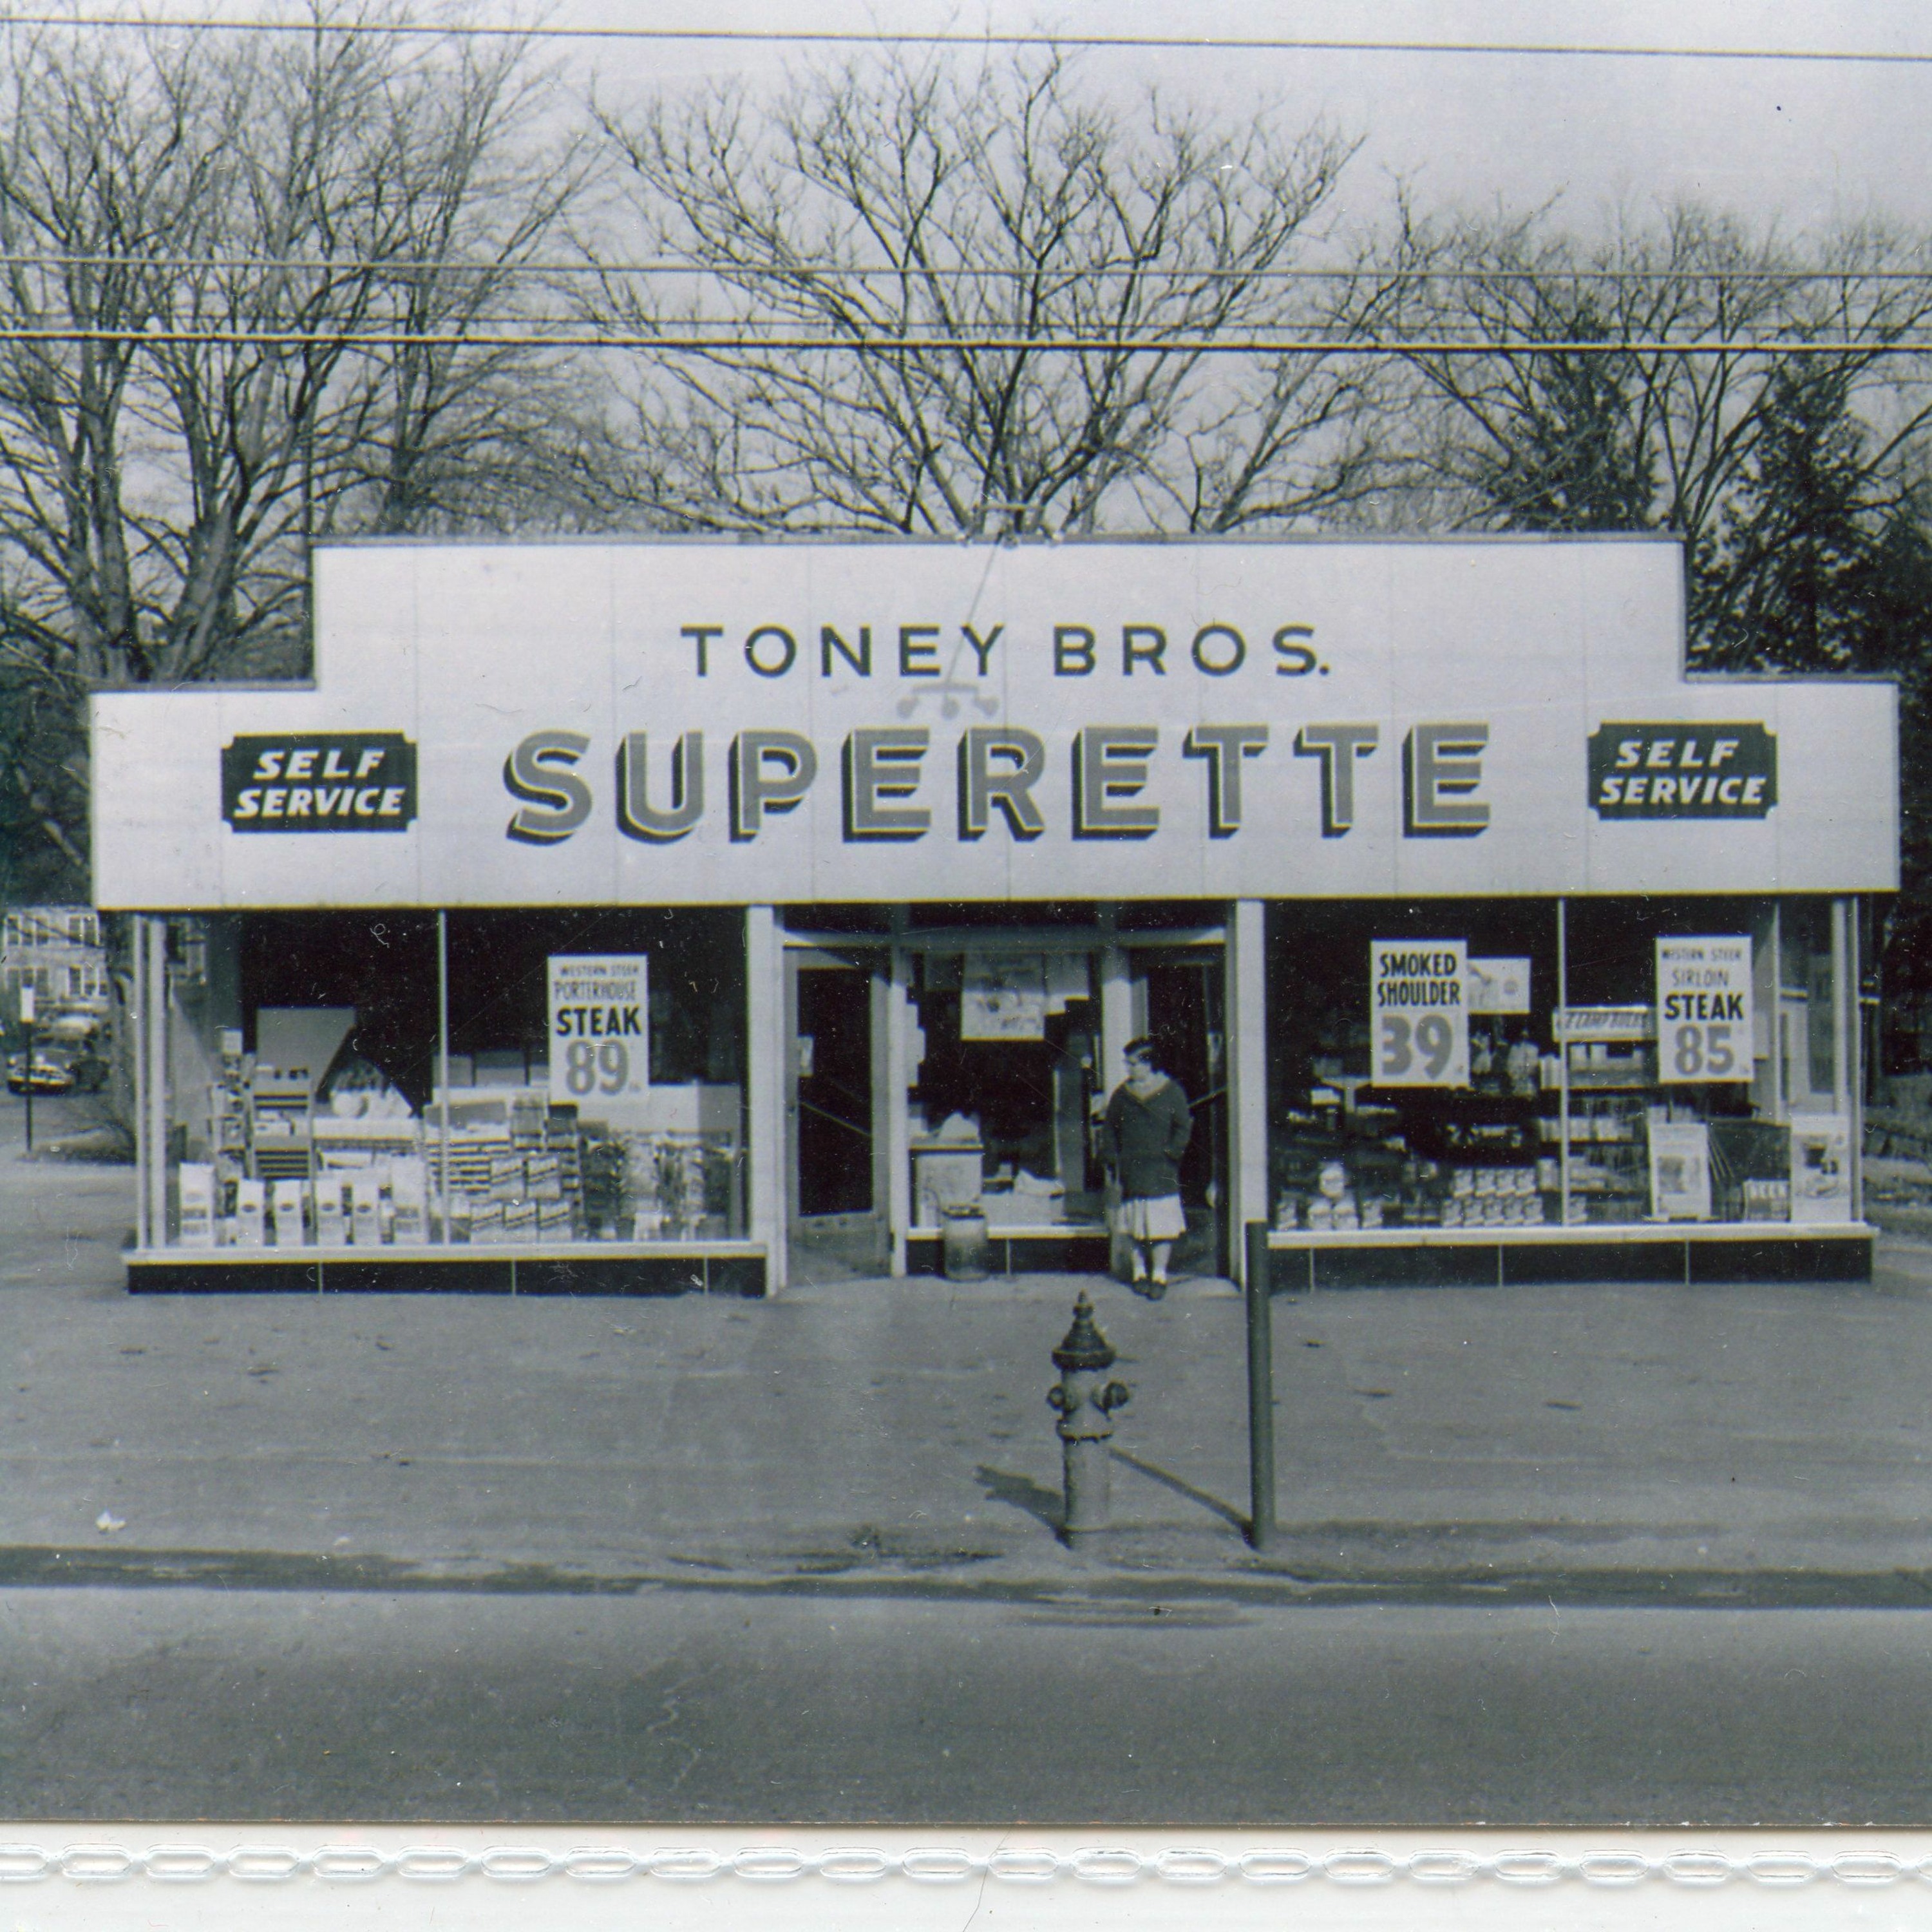 TONEY BROS.
SELF
SERVICE
SUPERETTE
SELF
SERVICE
WESTERN STEER
PORTERHOUSE
STEAK
89
SMOKED
SHOULDER
39
WESTERN STEER
SIRLOIN
STEAK
85